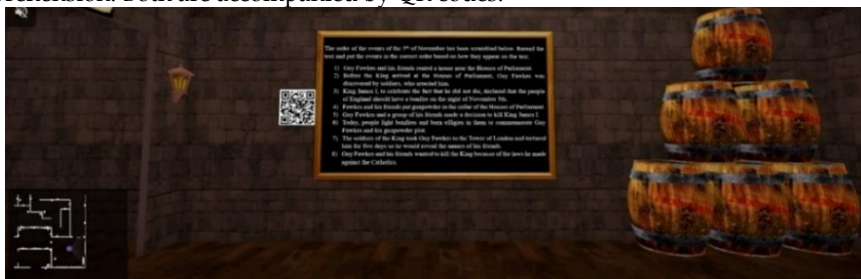 rehension. Both are accompanied by QR codes.
The order of the events of the 5th of November has been scrambled below. Reread the
text and put the events in the correct order based on how they appear on the text.
1) Guy Fawkes and his friends rented a house near the Houses of Parliament.
2) Before the King arrived at the Houses of Parliament, Guy Fawkes was
discovered by soldiers, who arrested him.
3) King James I, to celebrate the fact that he did not die, declared that the people
of England should have a bonfire on the night of November 5th.
4) Fawkes and his friends put gunpowder in the cellar of the Houses of Parliament.
5) Guy Fawkes and a group of his friends made a decision to kill King James I.
6) Today, people light bonfires and burn effigies in them to commemorate Guy
Fawkes and his gunpowder plot.
7) The soldiers of the King took Guy Fawkes to the Tower of London and tortured
him for five days so he would reveal the names of his friends.
8) Guy Fawkes and his friends wanted to kill the King because of the laws he made
against the Catholics.